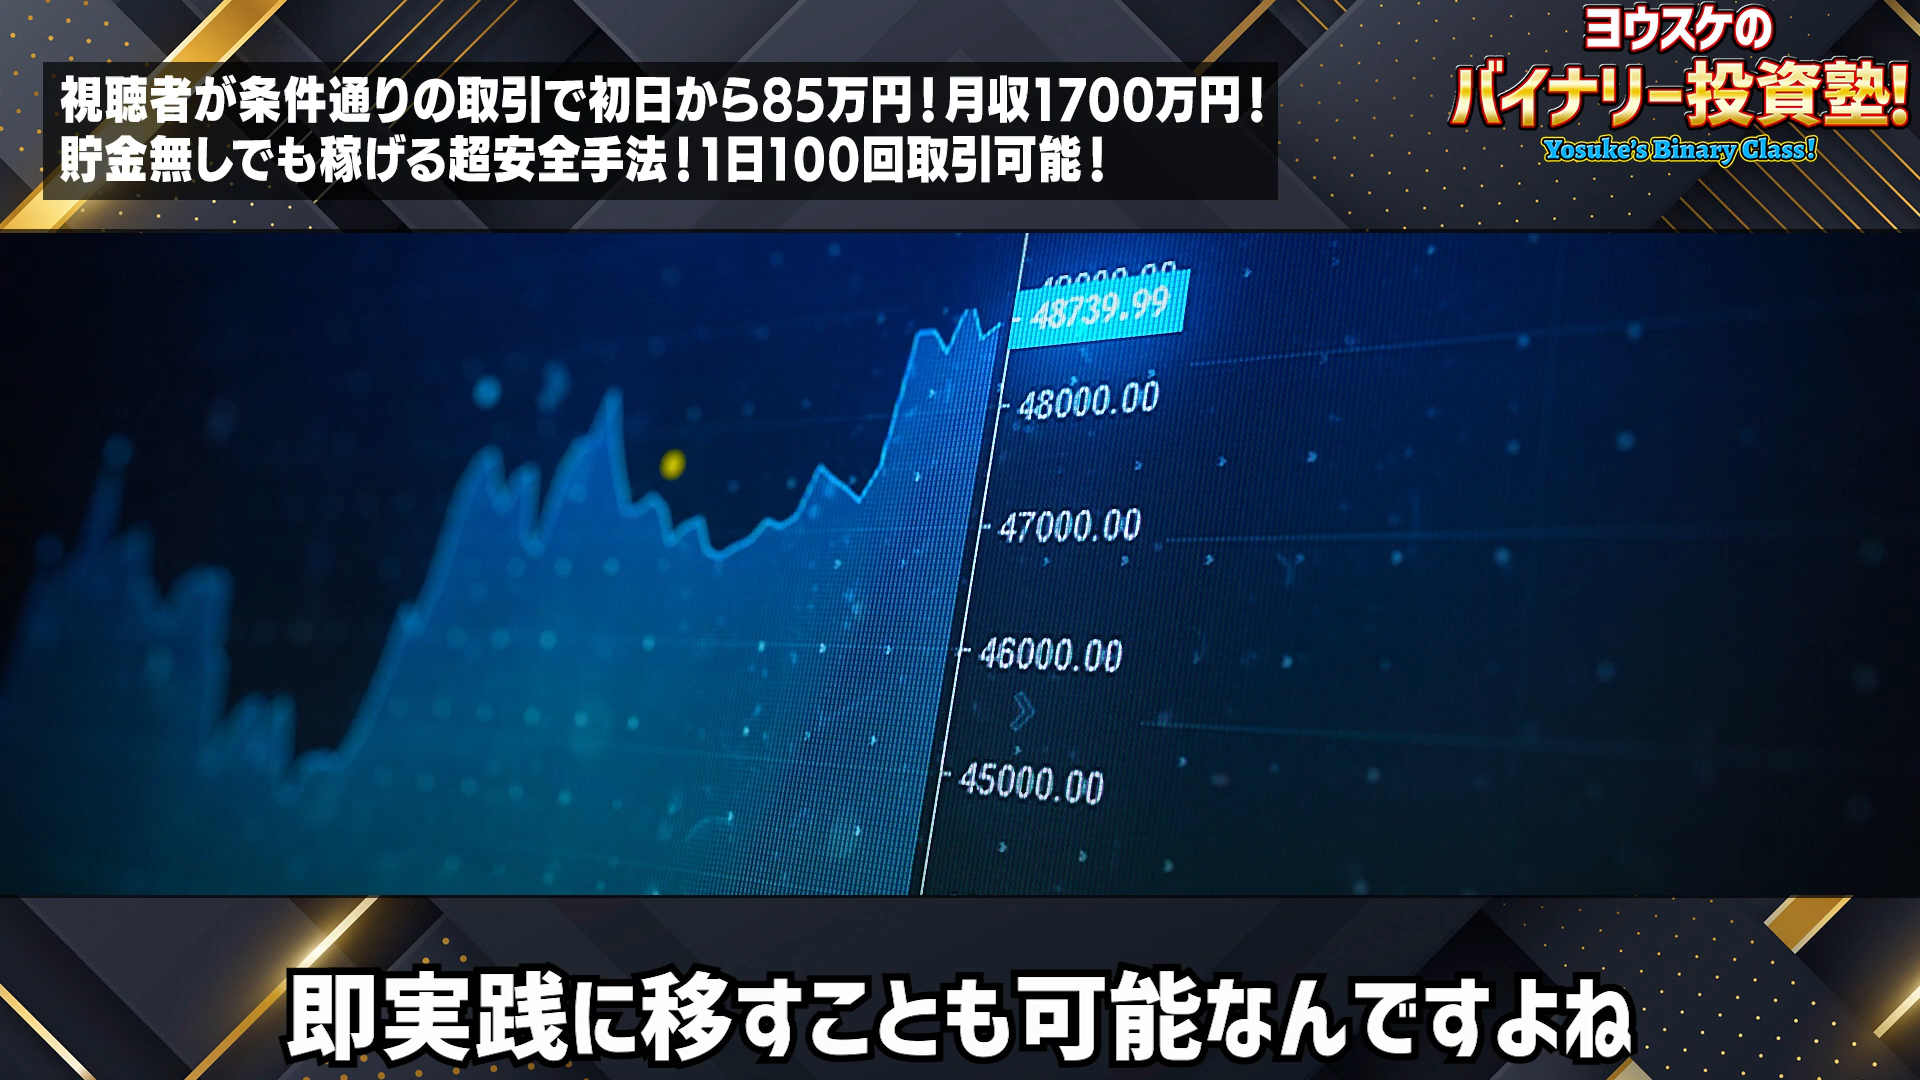 視聴者が条件通りの取引で初日から85万円!月収1700万円!
貯金無しでも稼げる超安全手法!1日100回取引可能!
ヨウスケの
バイナリー投資塾!
Yosuke's Binary Class!
48739.99
48000.00
47000.00
46000.00
45000.00
即実践に移すことも可能なんですよね